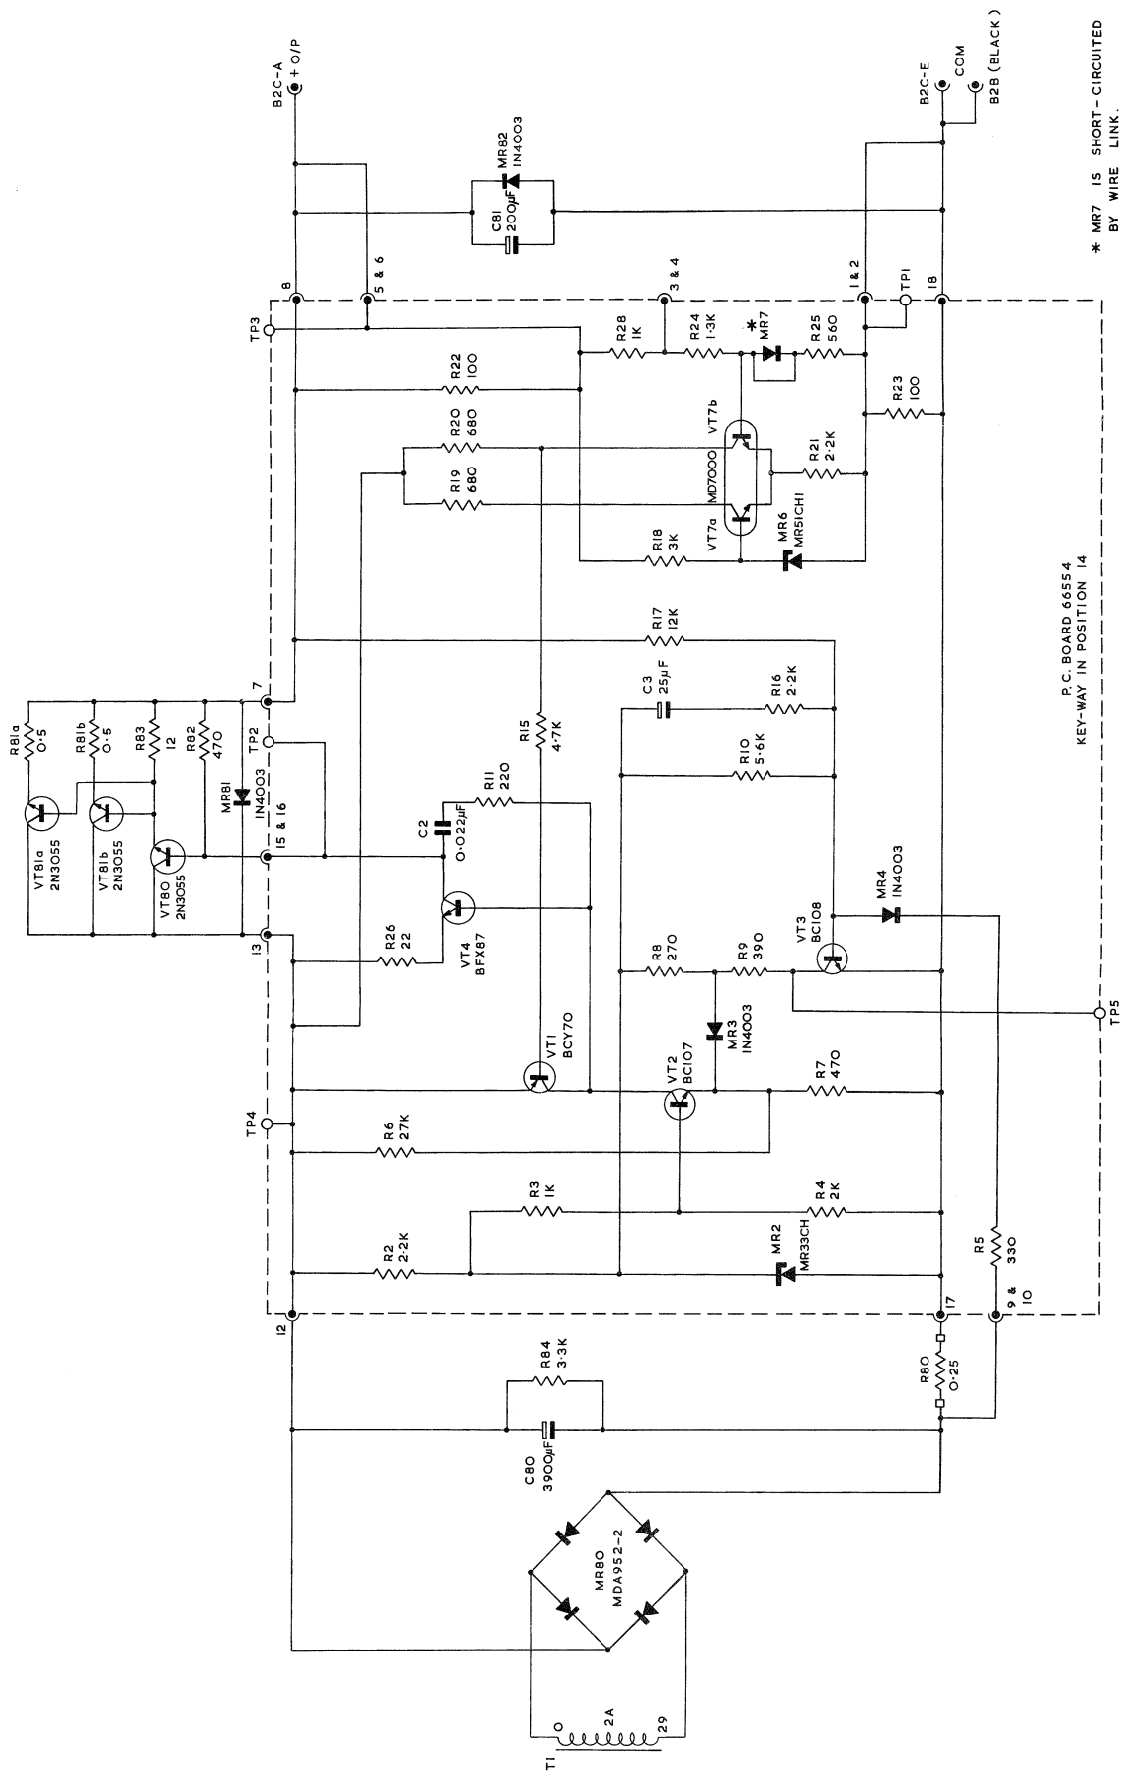 T1
O
2A
29
MR80
MDA952-2
C80
3900µF
R84
3·3K
R80
0·25
12
17
9 &
10
R5
330
R2
2·2K
R3
1K
R4
2K
MR2
MR33CH
TP4
R6
27K
VT1
BCY70
VT2
BC107
R7
470
MR3
1N4003
TP5
13
R26
22
VT4
BFX87
R8
270
R9
390
VT3
BC108
MR4
1N4003
VT81a
2N3055
VT81b
2N3055
VT80
2N3055
R81a
0·5
R81b
0·5
R83
12
R82
470
MR81
1N4003
15 & 16
TP2
7
C2
0·022µF
R11
220
R15
4·7K
R10
5·6K
C3
25µF
R16
2·2K
R17
12K
R18
3K
R19
680
R20
680
R22
100
VT7a
MD7000
VT7b
MR6
MR51CH1
R21
2·2K
R28
1K
R24
1·3K
*
MR7
R25
560
R23
100
TP3
8
5 & 6
3 & 4
1 & 2
TP1
18
C81
200µF
MR82
1N4003
B2C-A
+ O/P
B2C-E
COM
B2B (BLACK)
P.C. BOARD 66554
KEY-WAY IN POSITION 14
* MR7 IS SHORT-CIRCUITED
BY WIRE LINK.